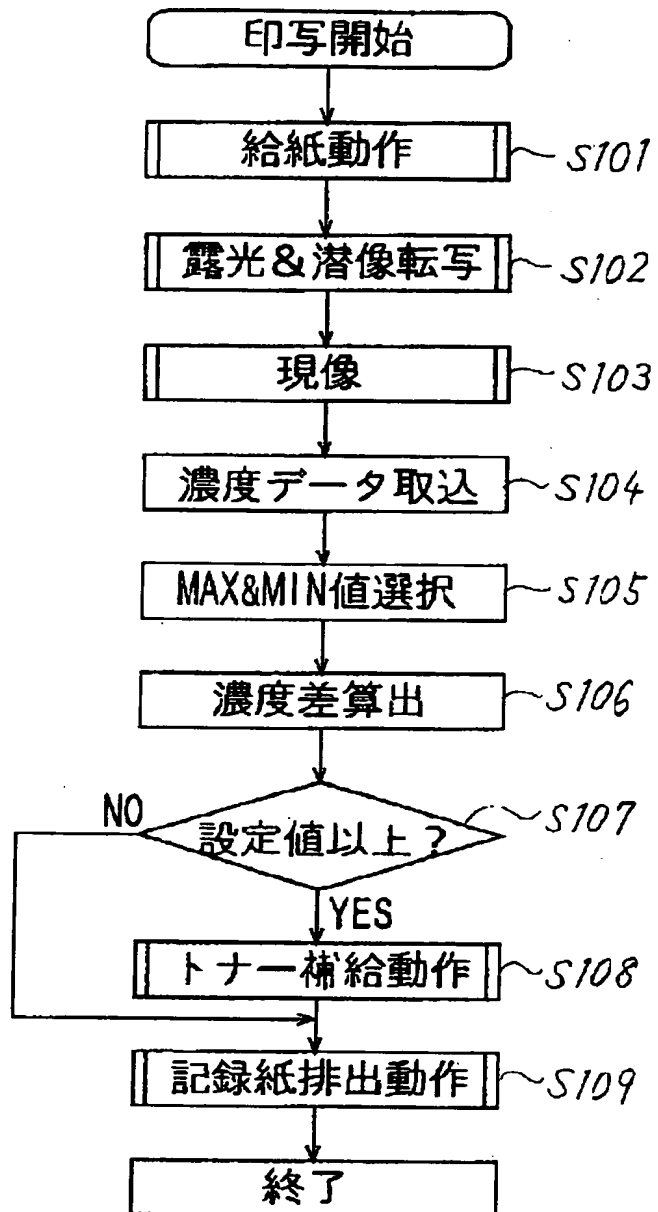 印写開始
給紙動作 S101
露光&潜像転写 S102
現像 S103
濃度データ取込 S104
MAX&MIN値選択 S105
濃度差算出 S106
設定値以上? S107
NO
YES
トナー補給動作 S108
記録紙排出動作 S109
終了